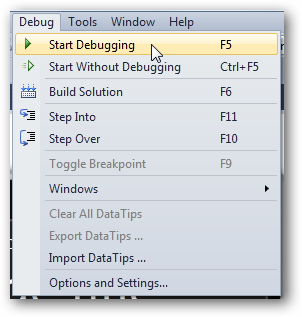 Debug Tools Window Help
Start Debugging F5
Start Without Debugging Ctrl+F5
Build Solution F6
Step Into F11
Step Over F10
Toggle Breakpoint F9
Windows
Clear All DataTips
Export DataTips ...
Import DataTips ...
Options and Settings...